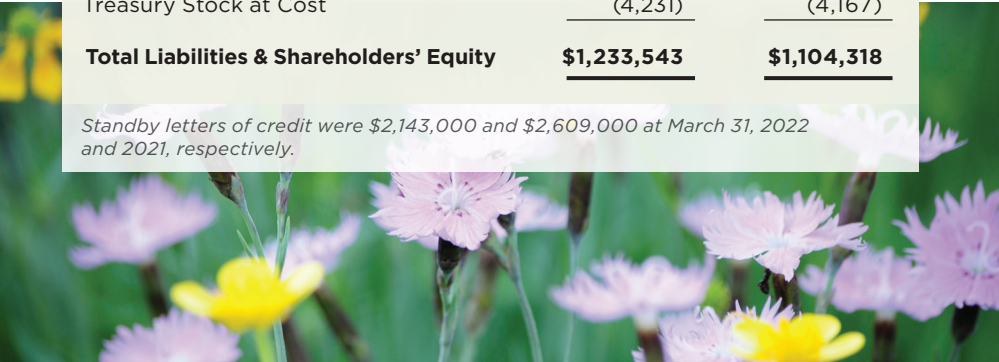 Treasury Stock at Cost (4,231) (4,167)
Total Liabilities & Shareholders’ Equity $1,233,543 $1,104,318
Standby letters of credit were $2,143,000 and $2,609,000 at March 31, 2022
and 2021, respectively.